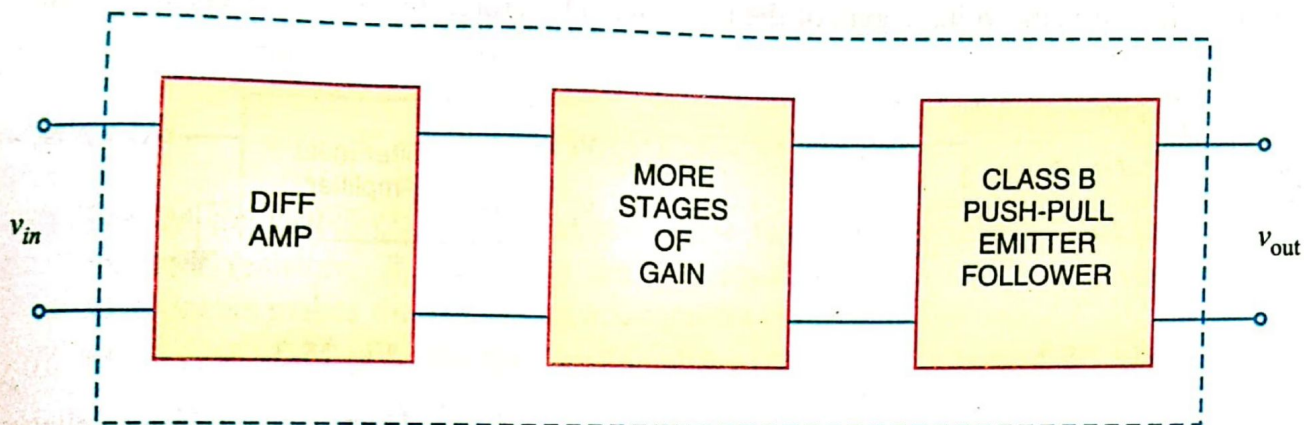 DIFF
AMP
MORE
STAGES
OF
GAIN
CLASS B
PUSH-PULL
EMITTER
FOLLOWER
v_in
v_out